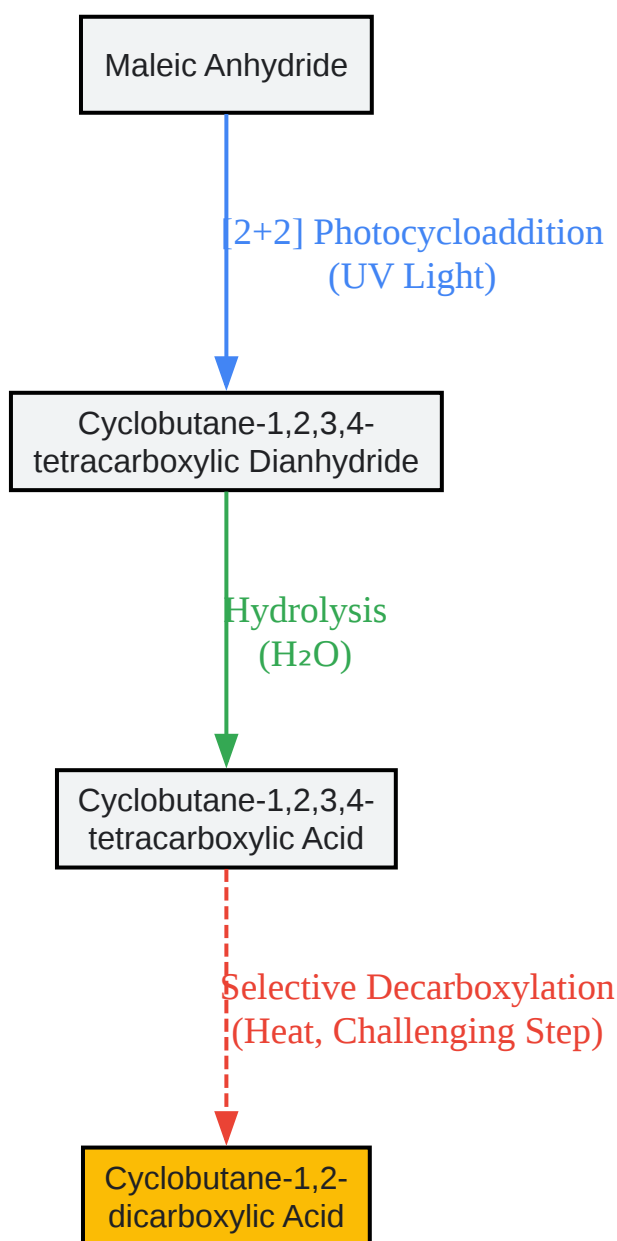 Maleic Anhydride
[2+2] Photocycloaddition
(UV Light)
Cyclobutane-1,2,3,4-
tetracarboxylic Dianhydride
Hydrolysis
(H₂O)
Cyclobutane-1,2,3,4-
tetracarboxylic Acid
Selective Decarboxylation
(Heat, Challenging Step)
Cyclobutane-1,2-
dicarboxylic Acid